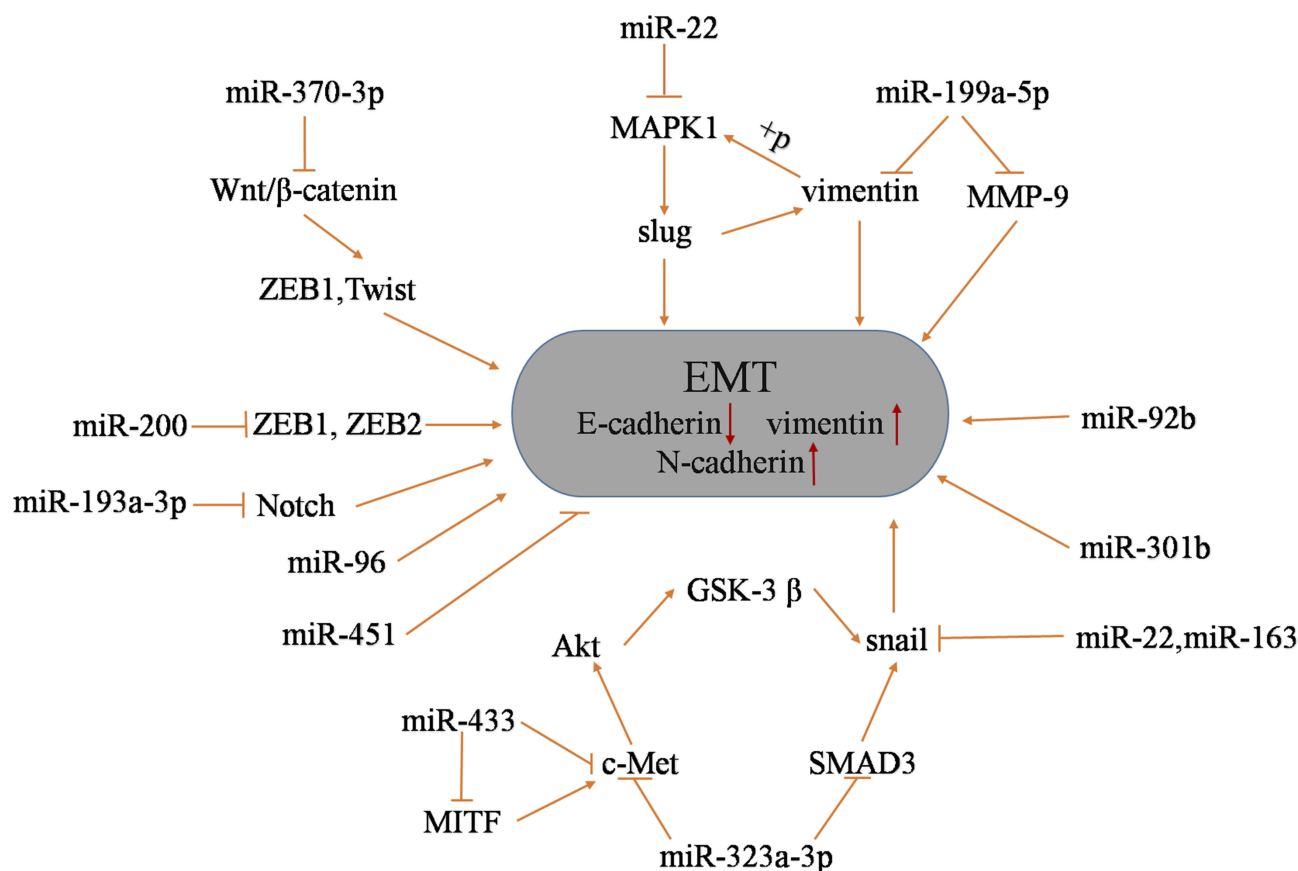 miR-22
miR-370-3p
miR-199a-5p
MAPK1
+p
Wnt/β-catenin
vimentin
MMP-9
slug
ZEB1,Twist
EMT
miR-200
ZEB1, ZEB2
E-cadherin
vimentin
miR-92b
N-cadherin
miR-193a-3p
Notch
miR-96
miR-301b
GSK-3 β
miR-451
Akt
snail
miR-22,miR-163
miR-433
c-Met
SMAD3
MITF
miR-323a-3p